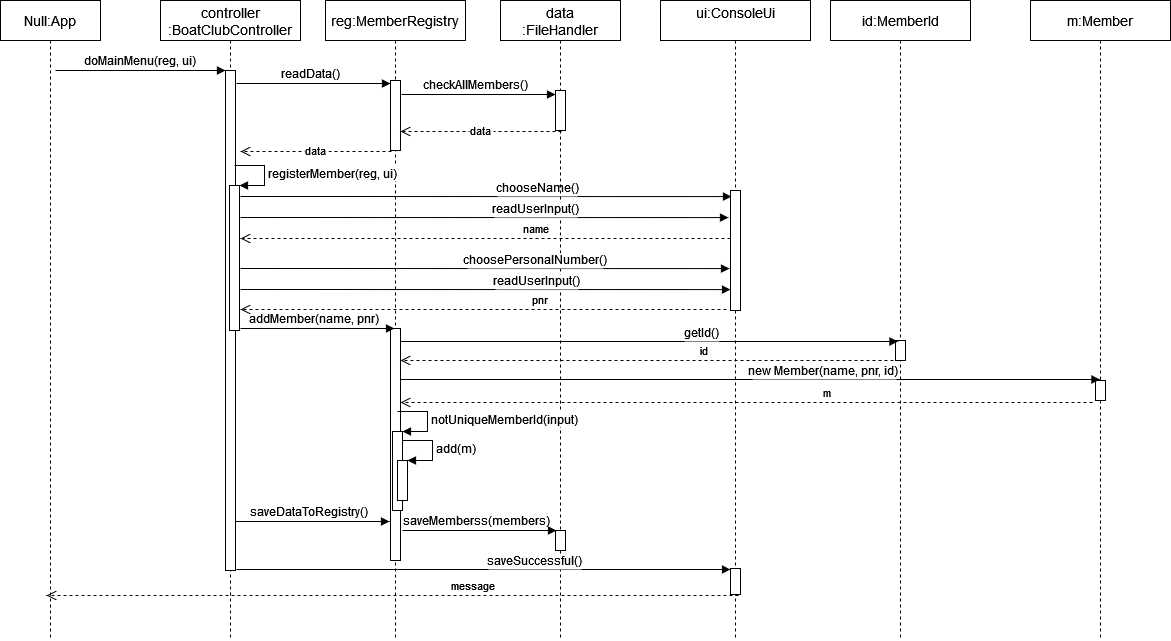 Null:App
controller
:BoatClubController
reg:MemberRegistry
data
:FileHandler
ui:ConsoleUi
id:MemberId
m:Member
doMainMenu(reg, ui)
readData()
checkAllMembers()
data
data
registerMember(reg, ui)
chooseName()
readUserInput()
name
choosePersonalNumber()
readUserInput()
pnr
addMember(name, pnr)
getId()
id
new Member(name, pnr, id)
m
notUniqueMemberId(input)
add(m)
saveDataToRegistry()
saveMemberss(members)
saveSuccessful()
message